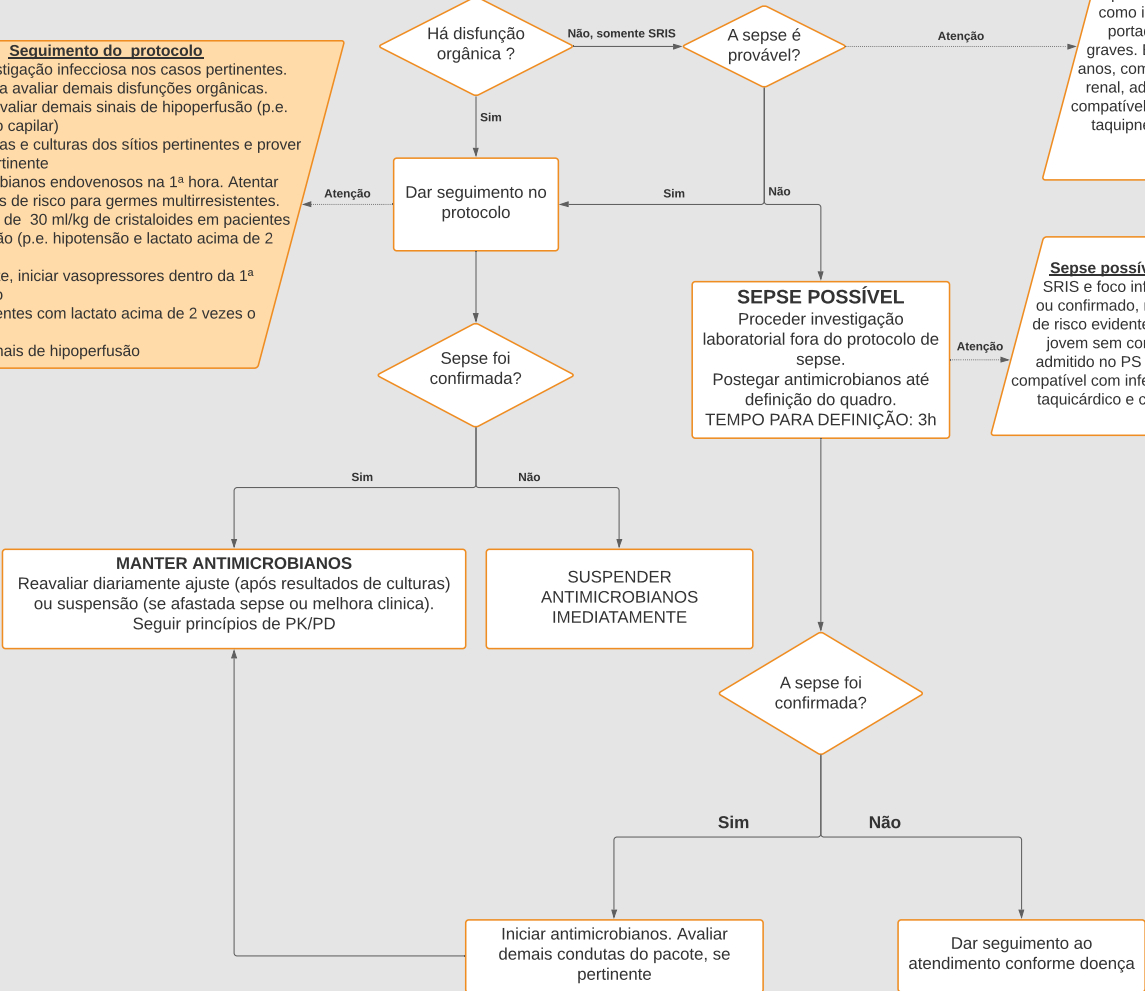 Há disfunção
orgânica ?
Não, somente SRIS
A sepse é
provável?
Atenção
como
portad
graves.
anos, com
renal, ad
compatível
taquipne
Seguimento do  protocolo
stigação infecciosa nos casos pertinentes.
a avaliar demais disfunções orgânicas.
valiar demais sinais de hipoperfusão (p.e.
o capilar)
as e culturas dos sítios pertinentes e prover
rtinente
bianos endovenosos na 1ª hora. Atentar
s de risco para germes multirresistentes.
de  30 ml/kg de cristaloides em pacientes
ão (p.e. hipotensão e lactato acima de 2
e, iniciar vasopressores dentro da 1ª
o
entes com lactato acima de 2 vezes o
nais de hipoperfusão
Sim
Atenção
Dar seguimento no
protocolo
Sim
Não
SEPSE POSSÍVEL
Proceder investigação
laboratorial fora do protocolo de
sepse.
Postegar antimicrobianos até
definição do quadro.
TEMPO PARA DEFINIÇÃO: 3h
Atenção
Sepse possív
SRIS e foco inf
ou confirmado,
de risco evidente
jovem sem con
admitido no PS
compatível com infe
taquicárdico e
Sepse foi
confirmada?
Sim
Não
MANTER ANTIMICROBIANOS
Reavaliar diariamente ajuste (após resultados de culturas)
ou suspensão (se afastada sepse ou melhora clinica).
Seguir princípios de PK/PD
SUSPENDER
ANTIMICROBIANOS
IMEDIATAMENTE
A sepse foi
confirmada?
Sim
Não
Iniciar antimicrobianos. Avaliar
demais condutas do pacote, se
pertinente
Dar seguimento ao
atendimento conforme doença